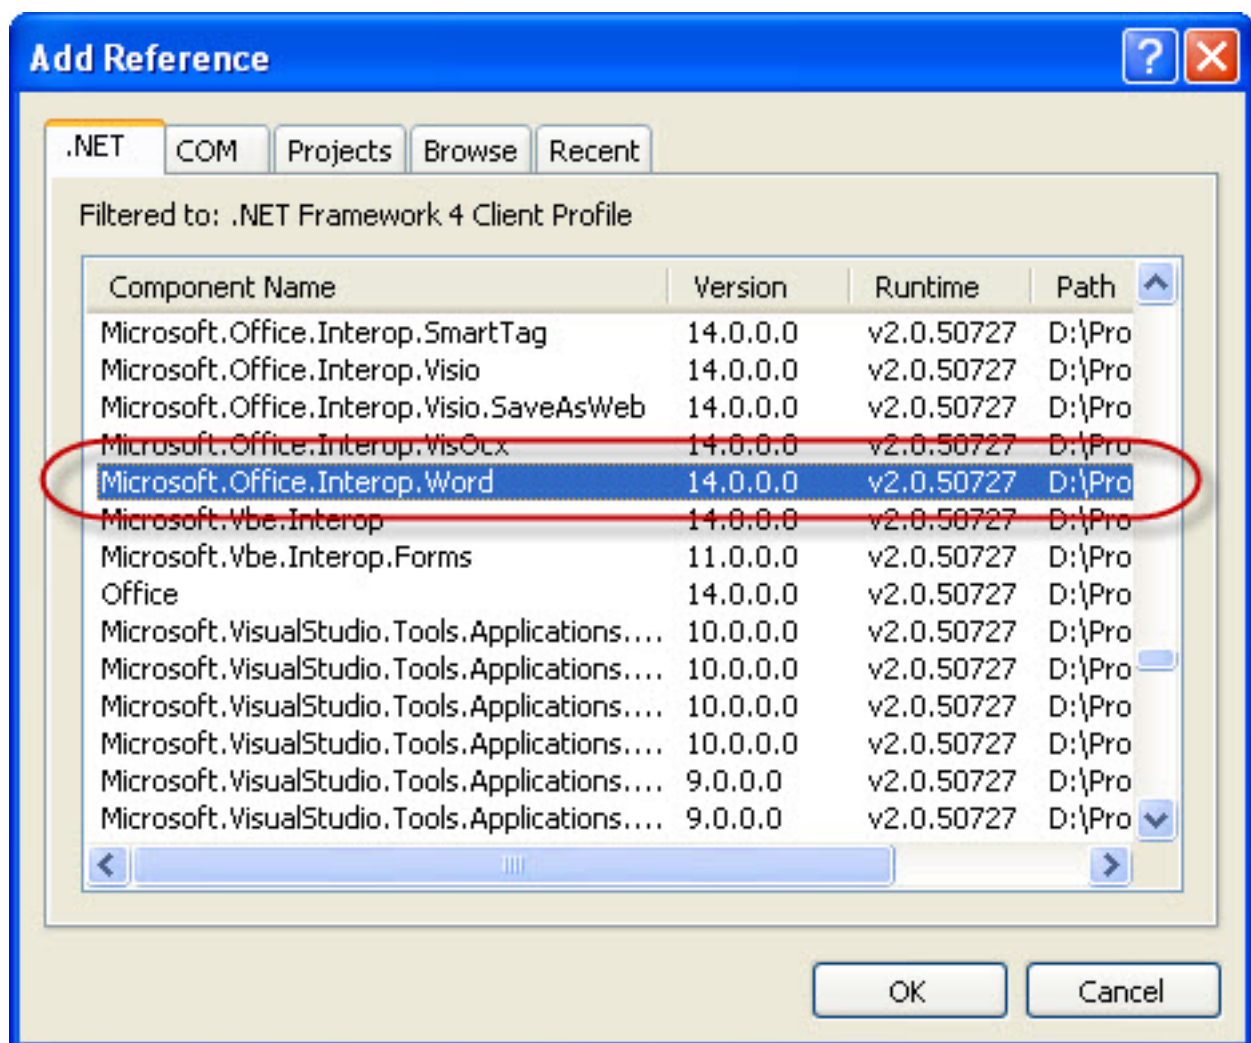 Add Reference
.NET COM Projects Browse Recent
Filtered to: .NET Framework 4 Client Profile
Component Name Version Runtime Path
Microsoft.Office.Interop.SmartTag 14.0.0.0 v2.0.50727 D:\Pro
Microsoft.Office.Interop.Visio 14.0.0.0 v2.0.50727 D:\Pro
Microsoft.Office.Interop.Visio.SaveAsWeb 14.0.0.0 v2.0.50727 D:\Pro
Microsoft.Office.Interop.VisOcx 14.0.0.0 v2.0.50727 D:\Pro
Microsoft.Office.Interop.Word 14.0.0.0 v2.0.50727 D:\Pro
Microsoft.Vbe.Interop 14.0.0.0 v2.0.50727 D:\Pro
Microsoft.Vbe.Interop.Forms 11.0.0.0 v2.0.50727 D:\Pro
Office 14.0.0.0 v2.0.50727 D:\Pro
Microsoft.VisualStudio.Tools.Applications.... 10.0.0.0 v2.0.50727 D:\Pro
Microsoft.VisualStudio.Tools.Applications.... 10.0.0.0 v2.0.50727 D:\Pro
Microsoft.VisualStudio.Tools.Applications.... 10.0.0.0 v2.0.50727 D:\Pro
Microsoft.VisualStudio.Tools.Applications.... 10.0.0.0 v2.0.50727 D:\Pro
Microsoft.VisualStudio.Tools.Applications.... 9.0.0.0 v2.0.50727 D:\Pro
Microsoft.VisualStudio.Tools.Applications.... 9.0.0.0 v2.0.50727 D:\Pro
OK Cancel